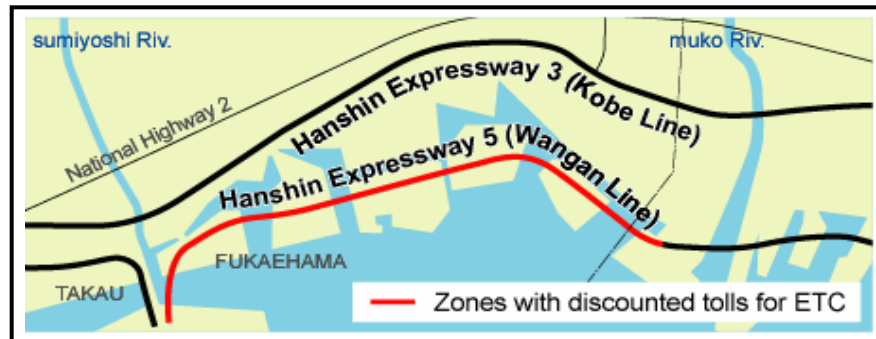 sumiyoshi Riv.
muko Riv.
National Highway 2
Hanshin Expressway 3 (Kobe Line)
Hanshin Expressway 5 (Wangan Line)
FUKAEHAMA
TAKAU
Zones with discounted tolls for ETC